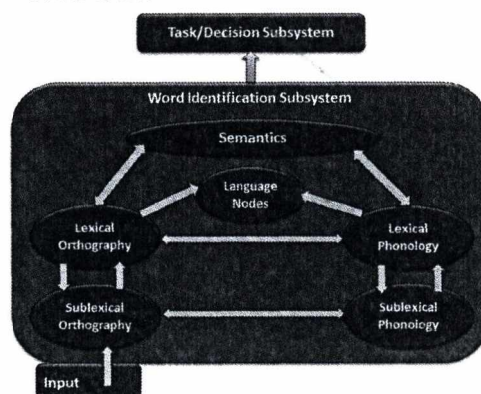 Task/Decision Subsystem
Word Identification Subsystem
Semantics
Language
Nodes
Lexical
Orthography
Lexical
Phonology
Sublexical
Orthography
Sublexical
Phonology
Input